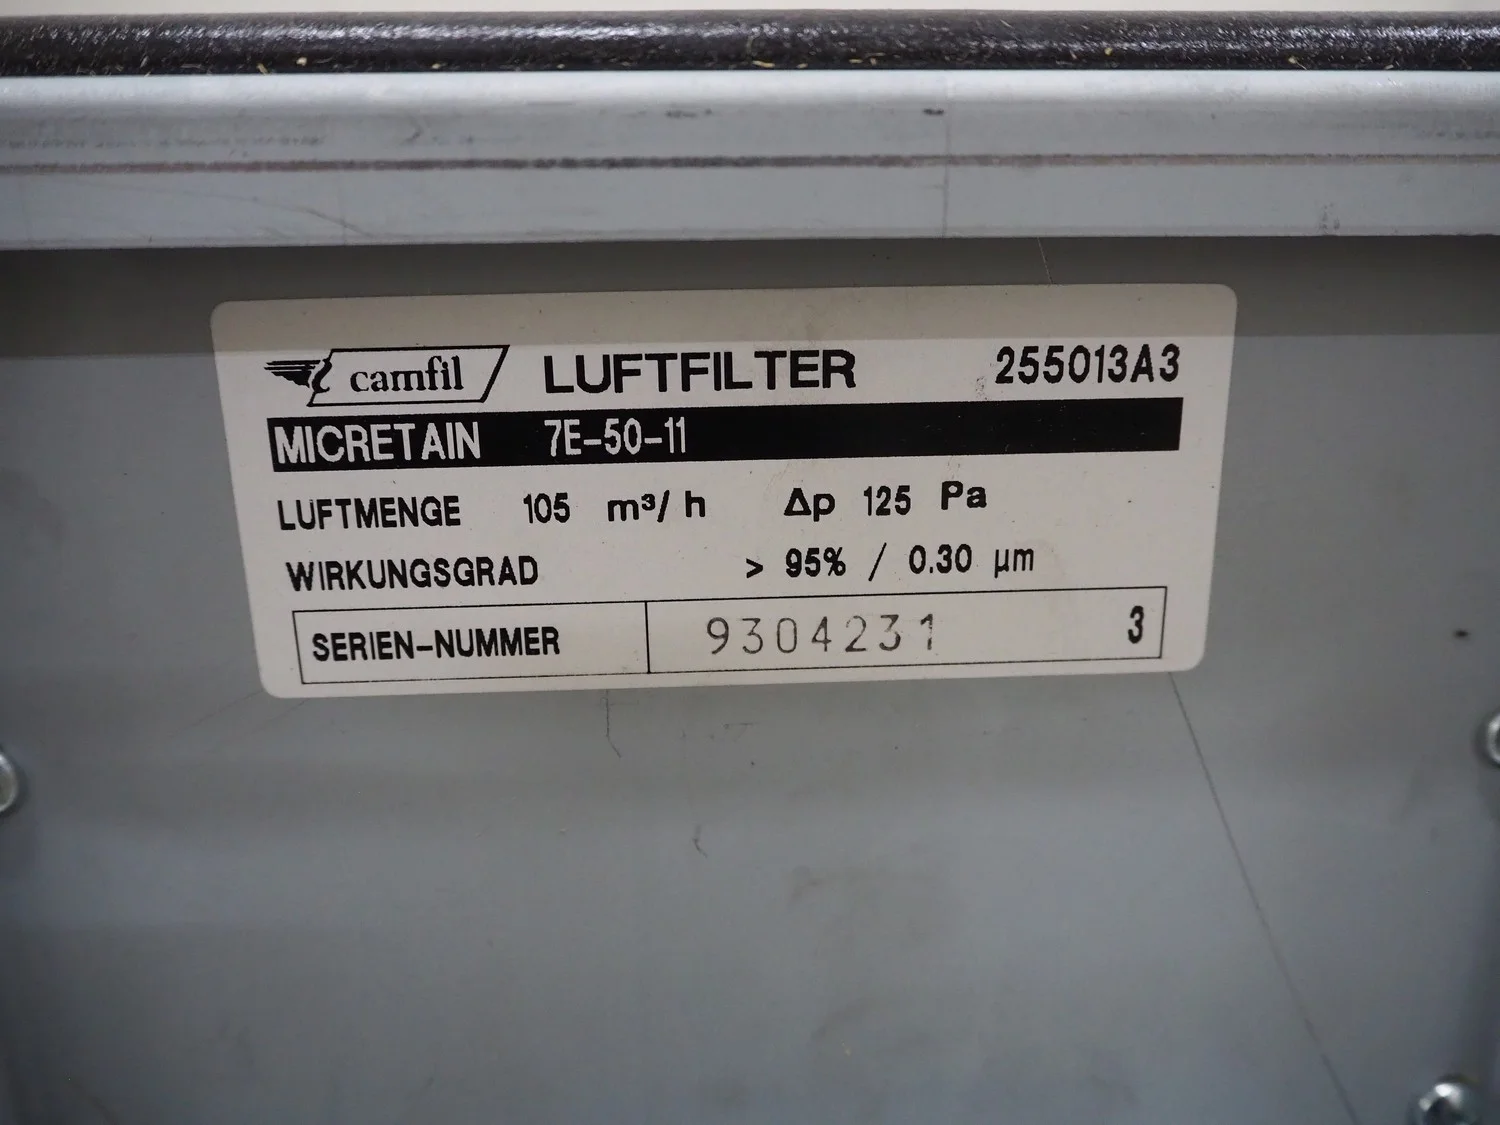 camfil LUFTFILTER 255013A3
MICRETAIN 7E-50-11
LUFTMENGE 105 m³/h Δp 125 Pa
WIRKUNGSGRAD > 95% / 0.30 µm
SERIEN-NUMMER 9304231 3